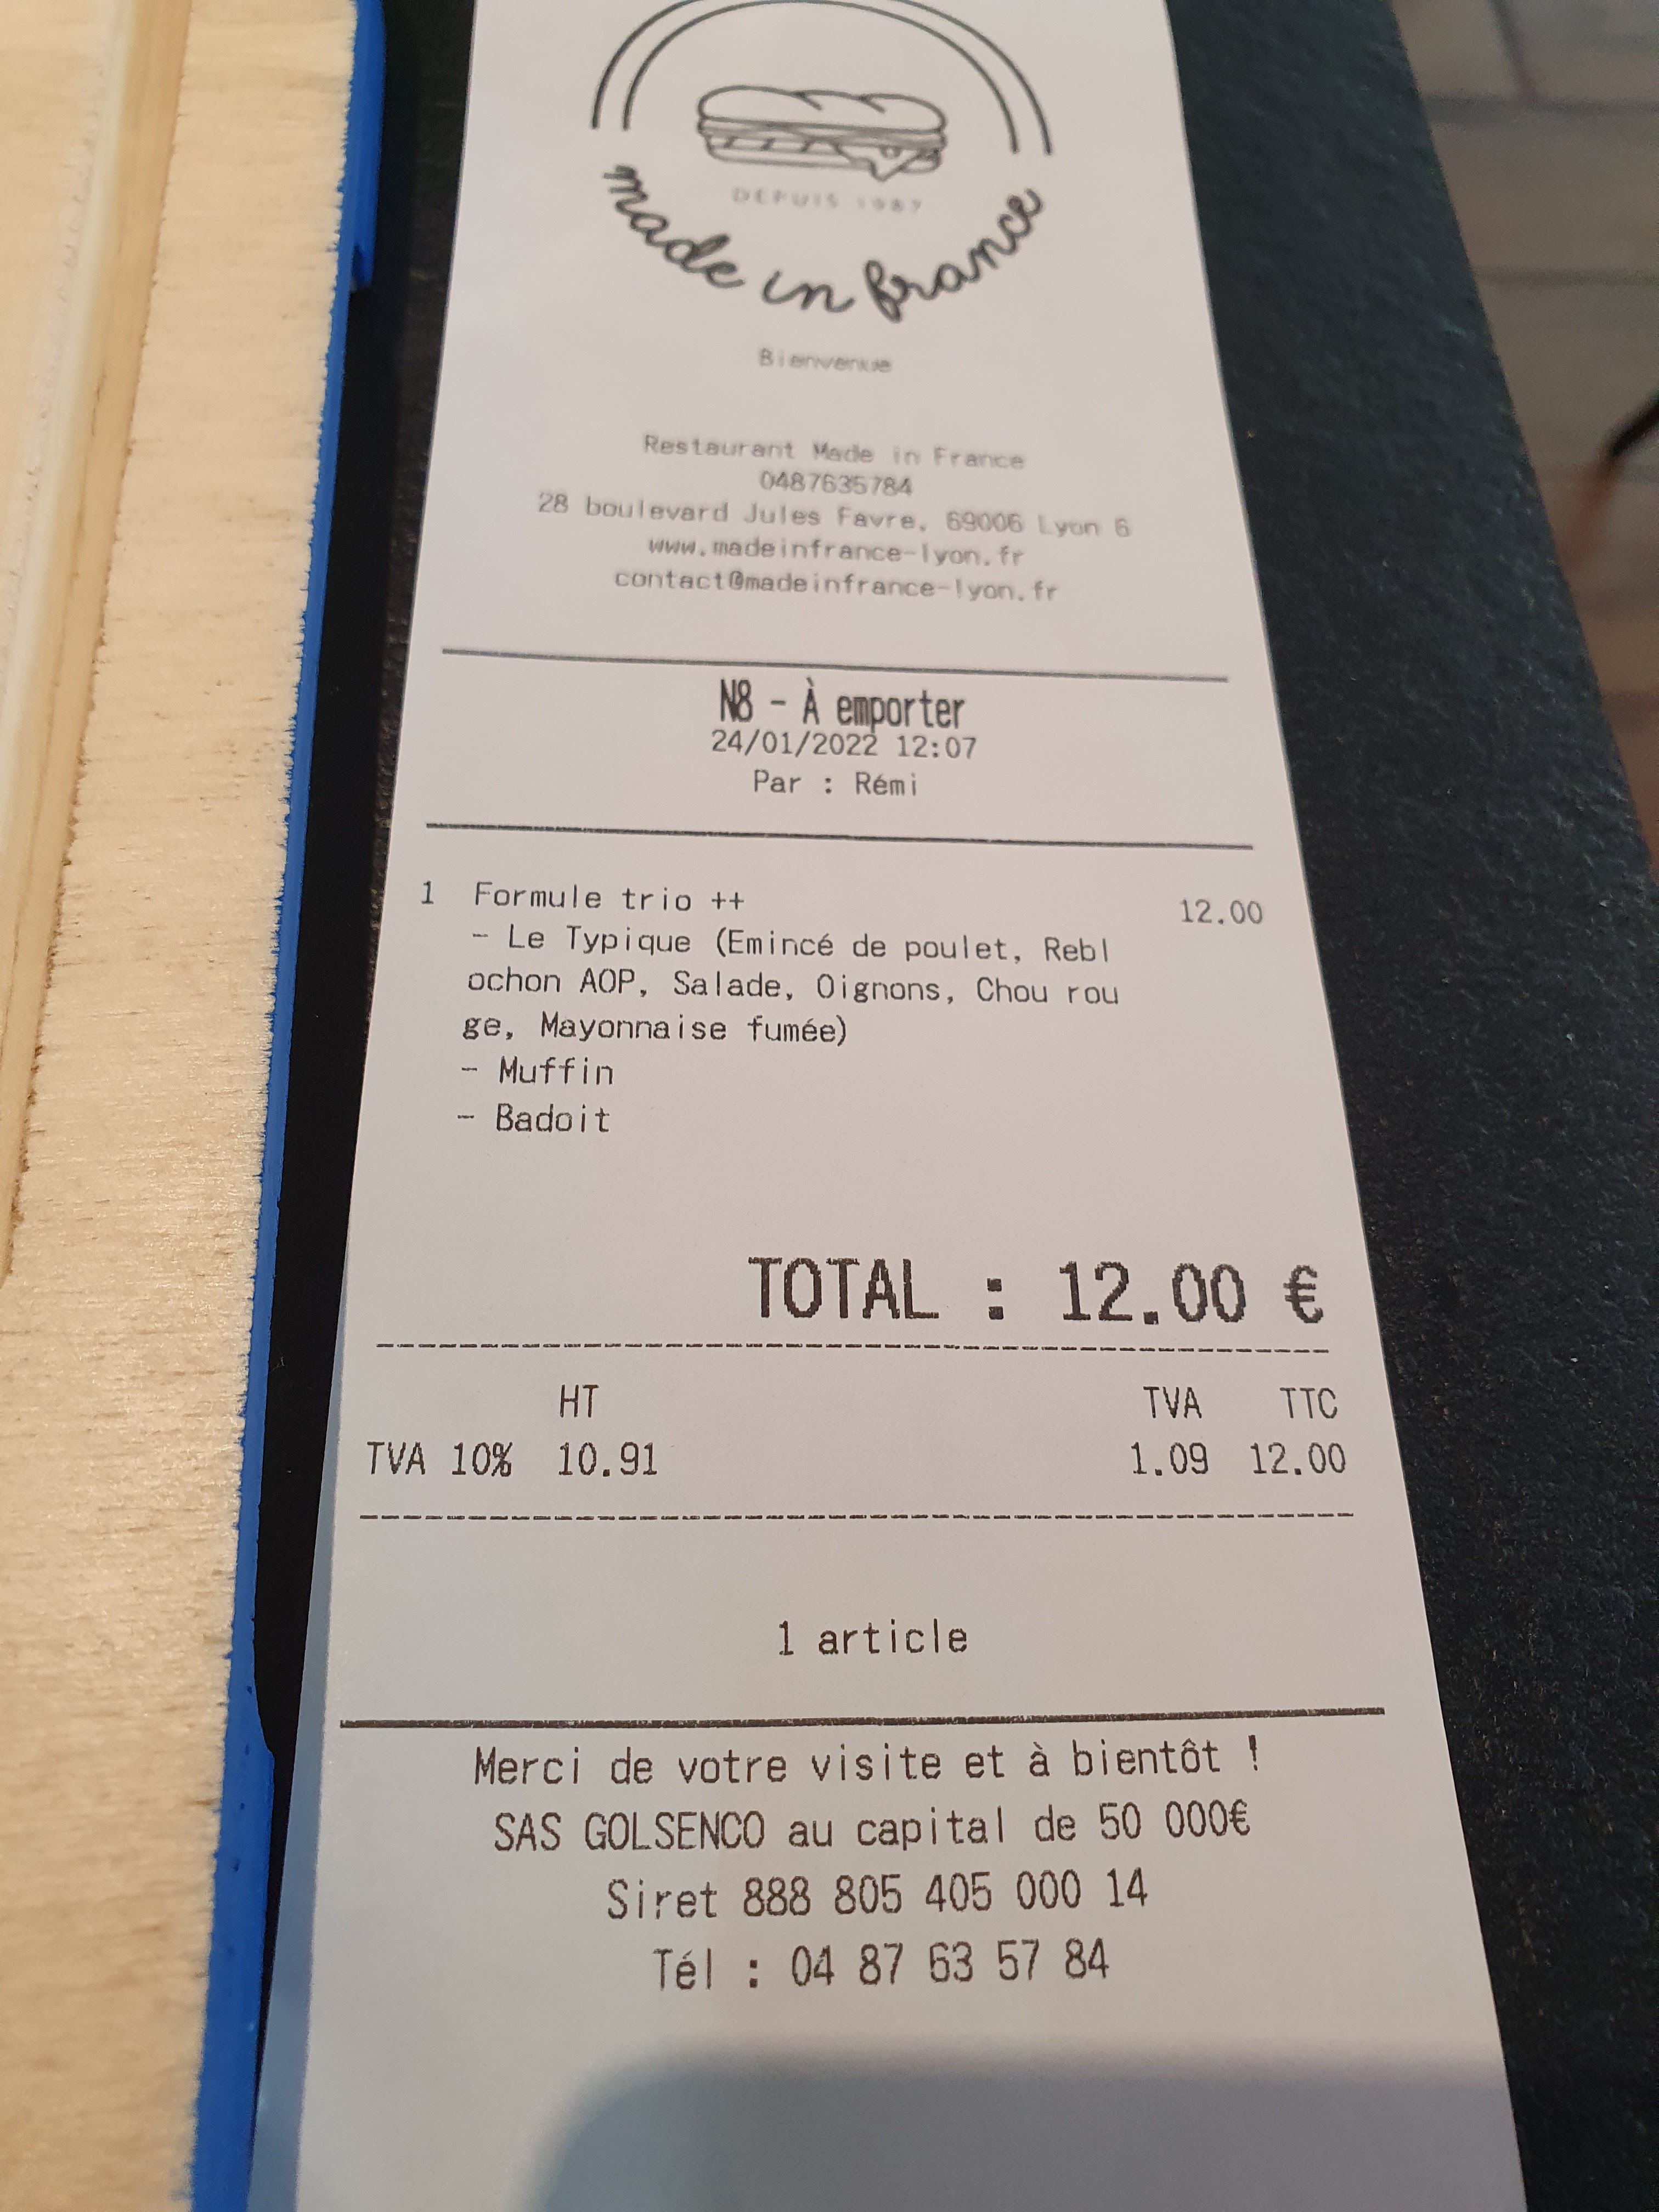 DEPUIS 1987
made in france
Bienvenue
Restaurant Made in France
0487635784
28 boulevard Jules Favre, 69006 Lyon 6
www.madeinfrance-lyon.fr
contact@madeinfrance-lyon.fr
N8 - À emporter
24/01/2022 12:07
Par : Rémi
1 Formule trio ++ 12.00
- Le Typique (Emincé de poulet, Rebl
ochon AOP, Salade, Oignons, Chou rou
ge, Mayonnaise fumée)
- Muffin
- Badoit
TOTAL : 12.00 €
HT TVA TTC
TVA 10% 10.91 1.09 12.00
1 article
Merci de votre visite et à bientôt !
SAS GOLSENCO au capital de 50 000€
Siret 888 805 405 000 14
Tél : 04 87 63 57 84